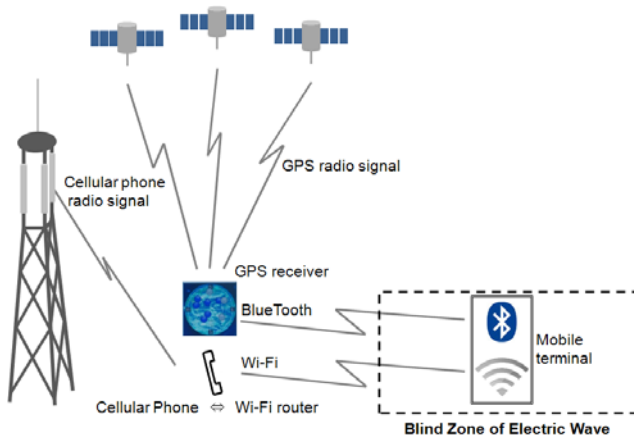 Cellular phone
radio signal
GPS radio signal
GPS receiver
BlueTooth
Wi-Fi
Cellular Phone ⇔ Wi-Fi router
Mobile
terminal
Blind Zone of Electric Wave